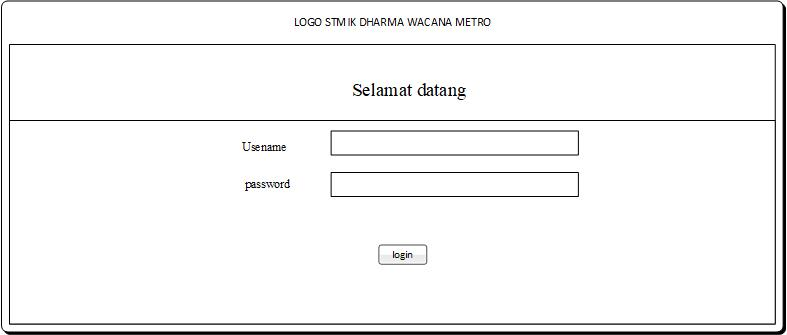 LOGO STMIK DHARMA WACANA METRO
Selamat datang
Usename
password
login